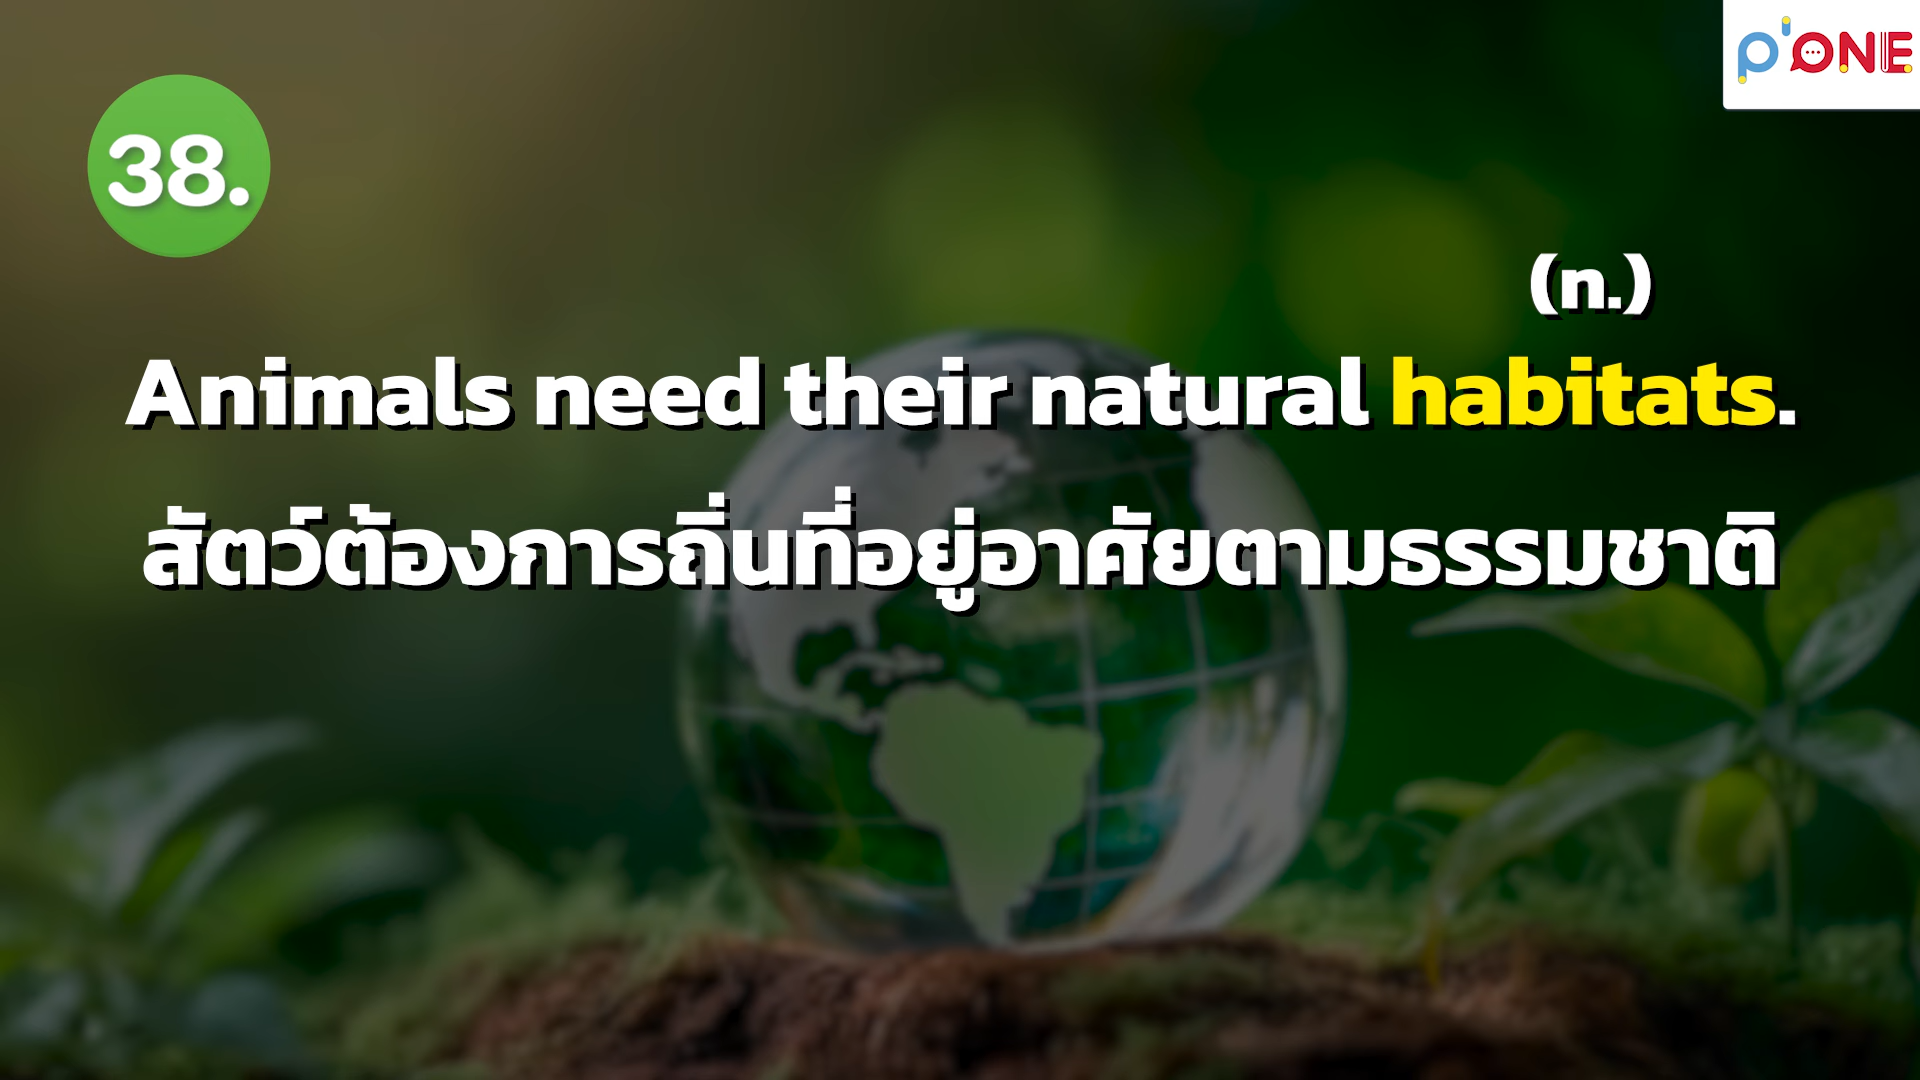 P'ONE
38.
(n.)
Animals need their natural habitats.
สัตว์ต้องการถิ่นที่อยู่อาศัยตามธรรมชาติ